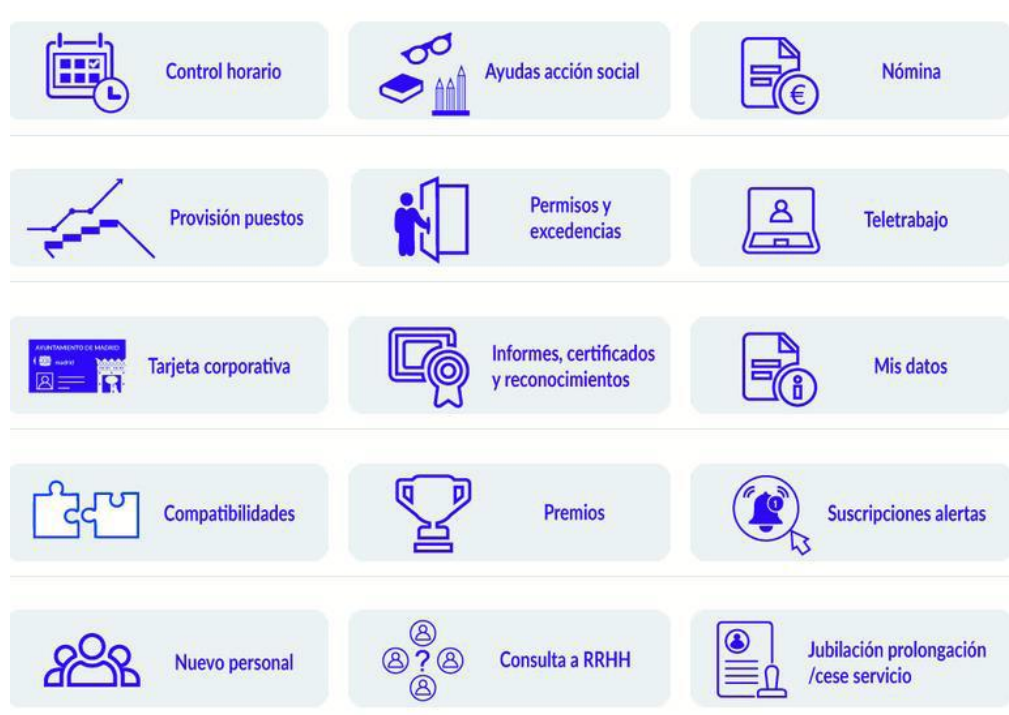 Control horario
Ayudas acción social
Nómina
€
Provisión puestos
Permisos y
excedencias
Teletrabajo
AYUNTAMIENTO DE MADRID
madrid
Tarjeta corporativa
Informes, certificados
y reconocimientos
i
Mis datos
Compatibilidades
Premios
1
Suscripciones alertas
Nuevo personal
?
Consulta a RRHH
Jubilación prolongación
/cese servicio